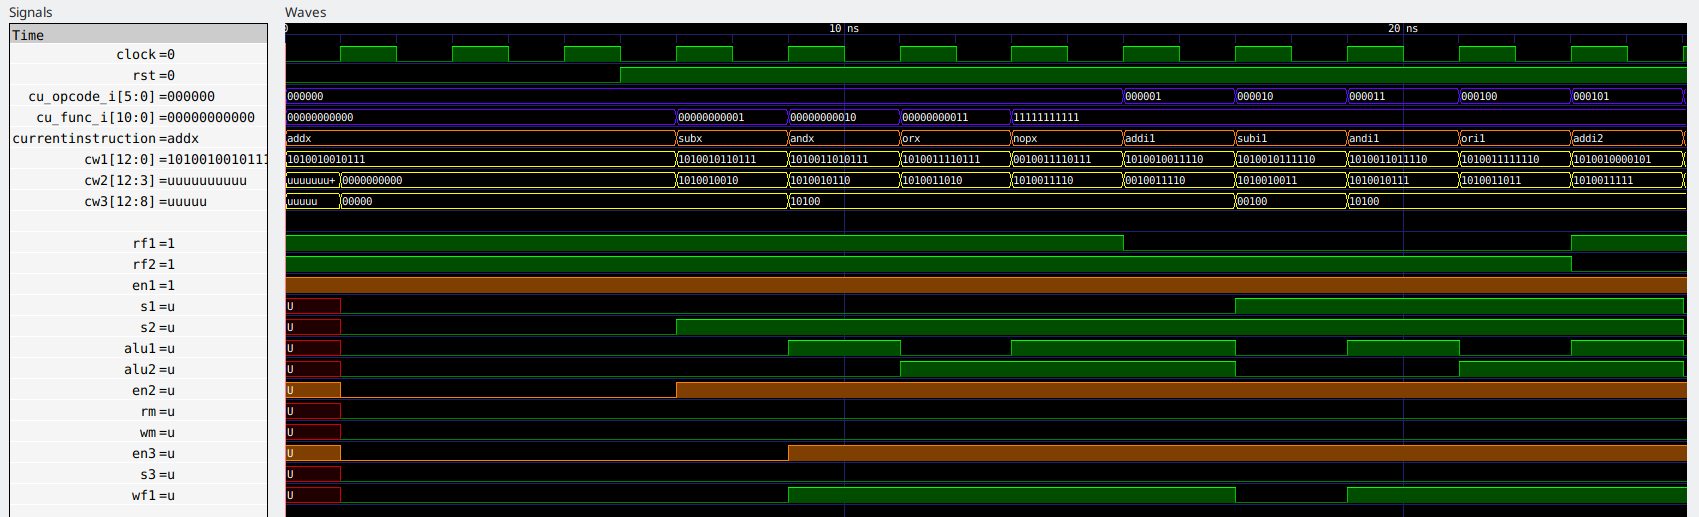 Signals Waves
Time 0 10 ns 20 ns
clock=0
rst=0
cu_opcode_i[5:0]=000000 000000 000001 000010 000011 000100 000101
cu_func_i[10:0]=00000000000 00000000000 00000000001 00000000010 00000000011 11111111111
currentinstruction=addx addx subx andx orx nopx addi1 subi1 andi1 ori1 addi2
cw1[12:0]=1010010010111 1010010010111 1010010110111 1010011010111 1010011110111 0010011110111 1010010011110 1010010111110 1010011011110 1010011111110 1010010000101
cw2[12:3]=uuuuuuuuuu uuuuuuu+ 0000000000 1010010010 1010010110 1010011010 1010011110 0010011110 1010010011 1010010111 1010011011 1010011111
cw3[12:8]=uuuuu uuuuu 00000 10100 00100 10100
rf1=1
rf2=1
en1=1
s1=u U
s2=u U
alu1=u U
alu2=u U
en2=u U
rm=u U
wm=u U
en3=u U
s3=u U
wf1=u U